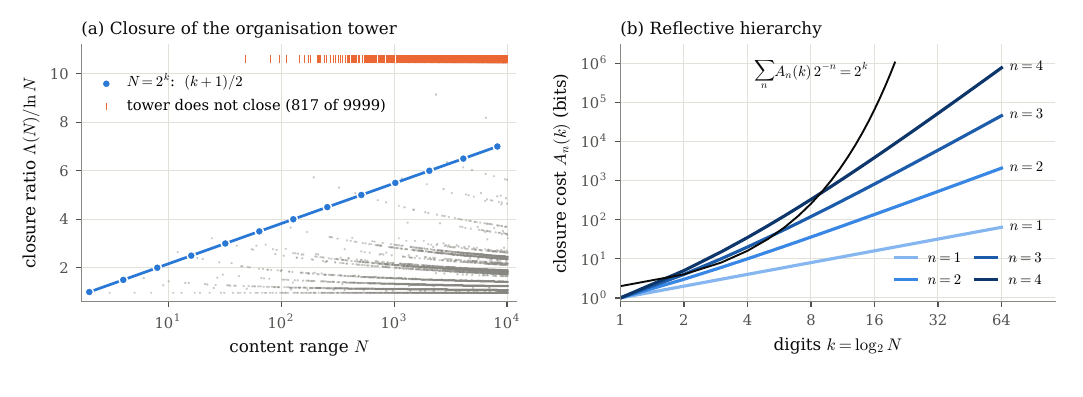 (a) Closure of the organisation tower
closure ratio Λ(N)/ln N
10
8
6
4
2
N = 2^k: (k+1)/2
tower does not close (817 of 9999)
10^1
10^2
10^3
10^4
content range N
(b) Reflective hierarchy
closure cost A_n(k) (bits)
10^6
10^5
10^4
10^3
10^2
10^1
10^0
∑_n A_n(k) 2^{-n} = 2^k
n = 4
n = 3
n = 2
n = 1
n = 1
n = 3
n = 2
n = 4
1
2
4
8
16
32
64
digits k = log_2 N